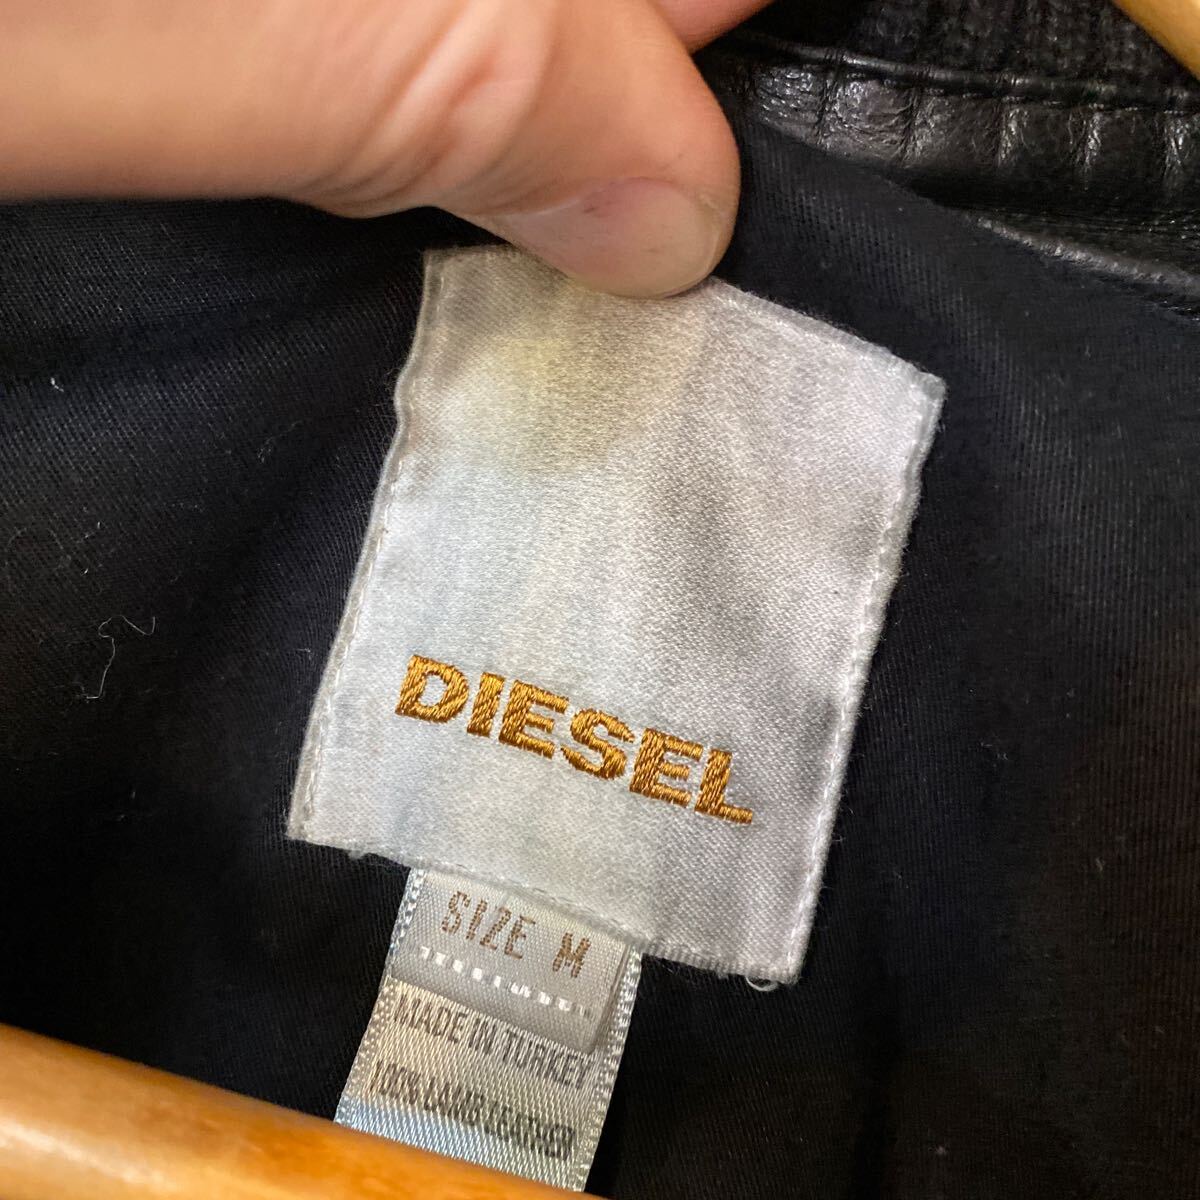 DIESEL
SIZE M
MADE IN TURKEY
100% LAMB LEATHER